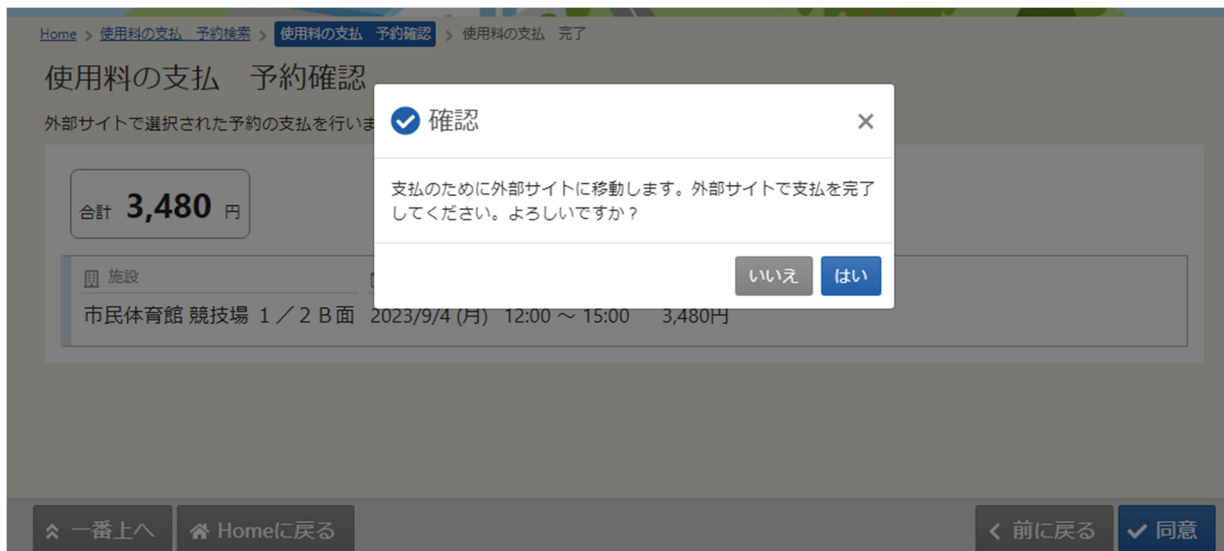 Home > 使用料の支払　予約検索 > 使用料の支払　予約確認 > 使用料の支払　完了
使用料の支払　予約確認
外部サイトで選択された予約の支払を行いま
確認 ×
支払のために外部サイトに移動します。外部サイトで支払を完了
してください。よろしいですか？
いいえ はい
合計 3,480 円
施設
市民体育館 競技場 １／２Ｂ面 2023/9/4 (月) 12:00 ～ 15:00 3,480円
一番上へ Homeに戻る 前に戻る 同意